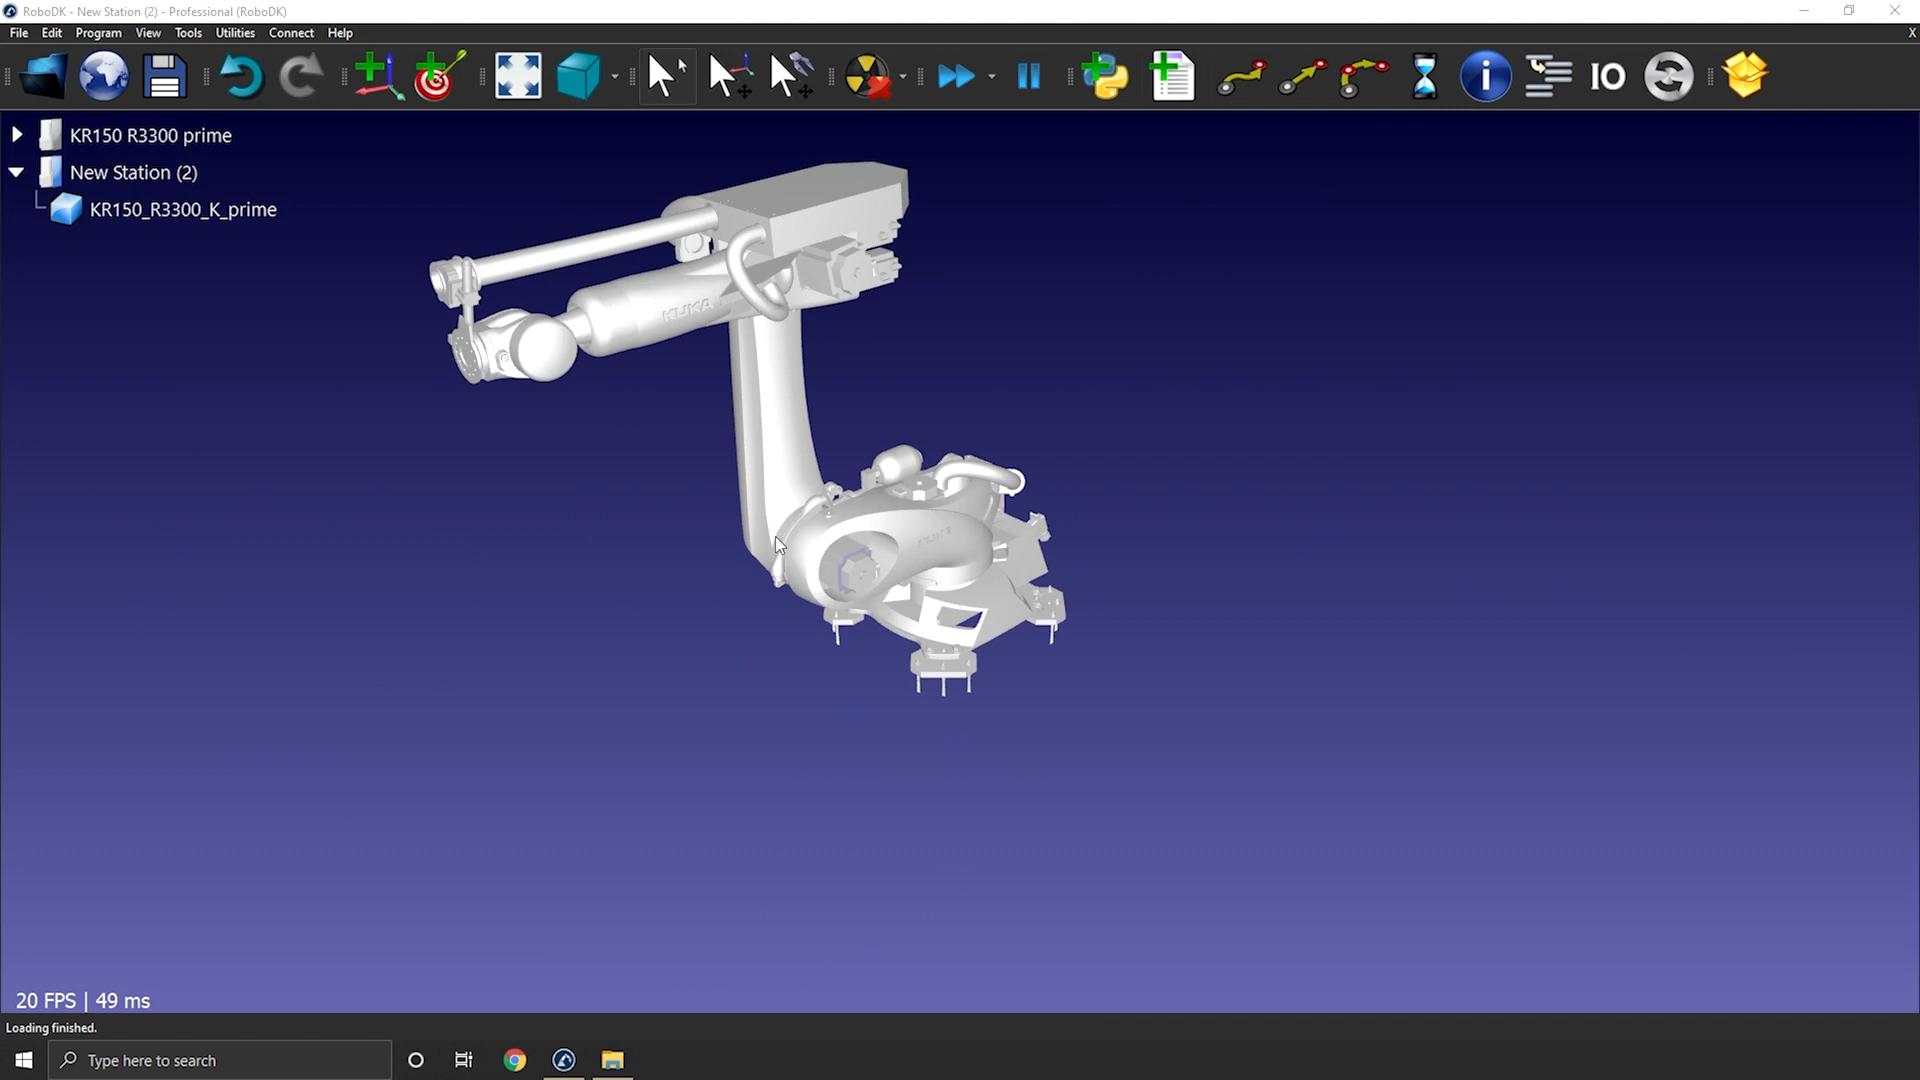 RoboDK - New Station (2) - Professional (RoboDK)
File Edit Program View Tools Utilities Connect Help
X
IO
KR150 R3300 prime
New Station (2)
KR150_R3300_K_prime
KUKA
20 FPS | 49 ms
Loading finished.
Type here to search